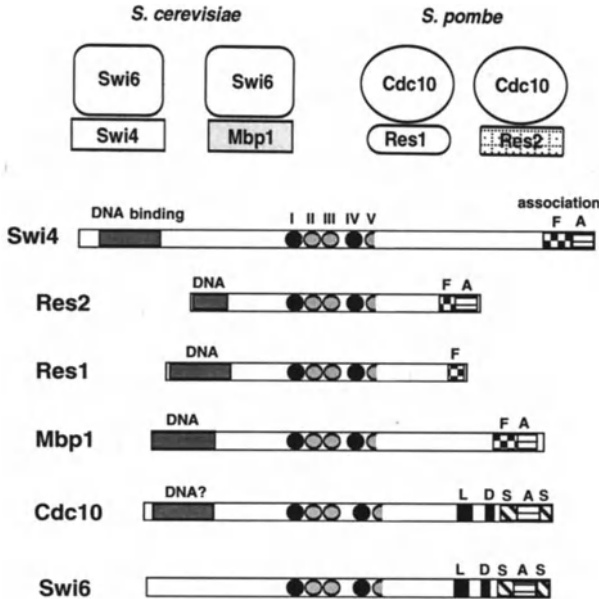 S. cerevisiae S. pombe
Swi6 Swi6 Cdc10 Cdc10
Swi4 Mbp1 Res1 Res2
association
DNA binding I II III IV V F A
Swi4
DNA F A
Res2
DNA F
Res1
DNA F A
Mbp1
DNA? L D S A S
Cdc10
L D S A S
Swi6